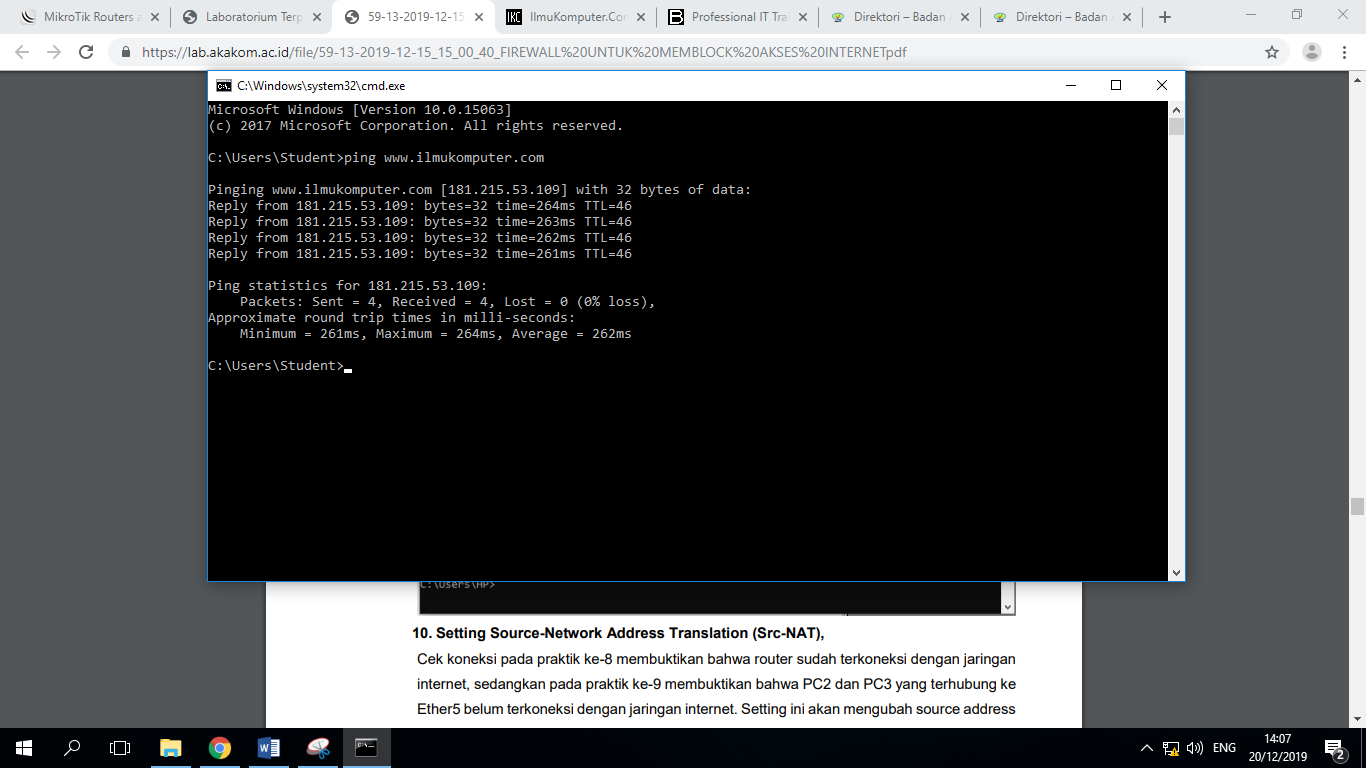 MikroTik Routers a
Laboratorium Terp
59-13-2019-12-15
IKC IlmuKomputer.Co
B Professional IT Tra
Direktori – Badan
Direktori – Badan
https://lab.akakom.ac.id/file/59-13-2019-12-15_15_00_40_FIREWALL%20UNTUK%20MEMBLOCK%20AKSES%20INTERNETpdf
C:\Windows\system32\cmd.exe
Microsoft Windows [Version 10.0.15063]
(c) 2017 Microsoft Corporation. All rights reserved.
C:\Users\Student>ping www.ilmukomputer.com
Pinging www.ilmukomputer.com [181.215.53.109] with 32 bytes of data:
Reply from 181.215.53.109: bytes=32 time=264ms TTL=46
Reply from 181.215.53.109: bytes=32 time=263ms TTL=46
Reply from 181.215.53.109: bytes=32 time=262ms TTL=46
Reply from 181.215.53.109: bytes=32 time=261ms TTL=46
Ping statistics for 181.215.53.109:
Packets: Sent = 4, Received = 4, Lost = 0 (0% loss),
Approximate round trip times in milli-seconds:
Minimum = 261ms, Maximum = 264ms, Average = 262ms
C:\Users\Student>
C:\Users\HP>
10. Setting Source-Network Address Translation (Src-NAT),
Cek koneksi pada praktik ke-8 membuktikan bahwa router sudah terkoneksi dengan jaringan
internet, sedangkan pada praktik ke-9 membuktikan bahwa PC2 dan PC3 yang terhubung ke
Ether5 belum terkoneksi dengan jaringan internet. Setting ini akan mengubah source address
ENG
14:07
20/12/2019
2